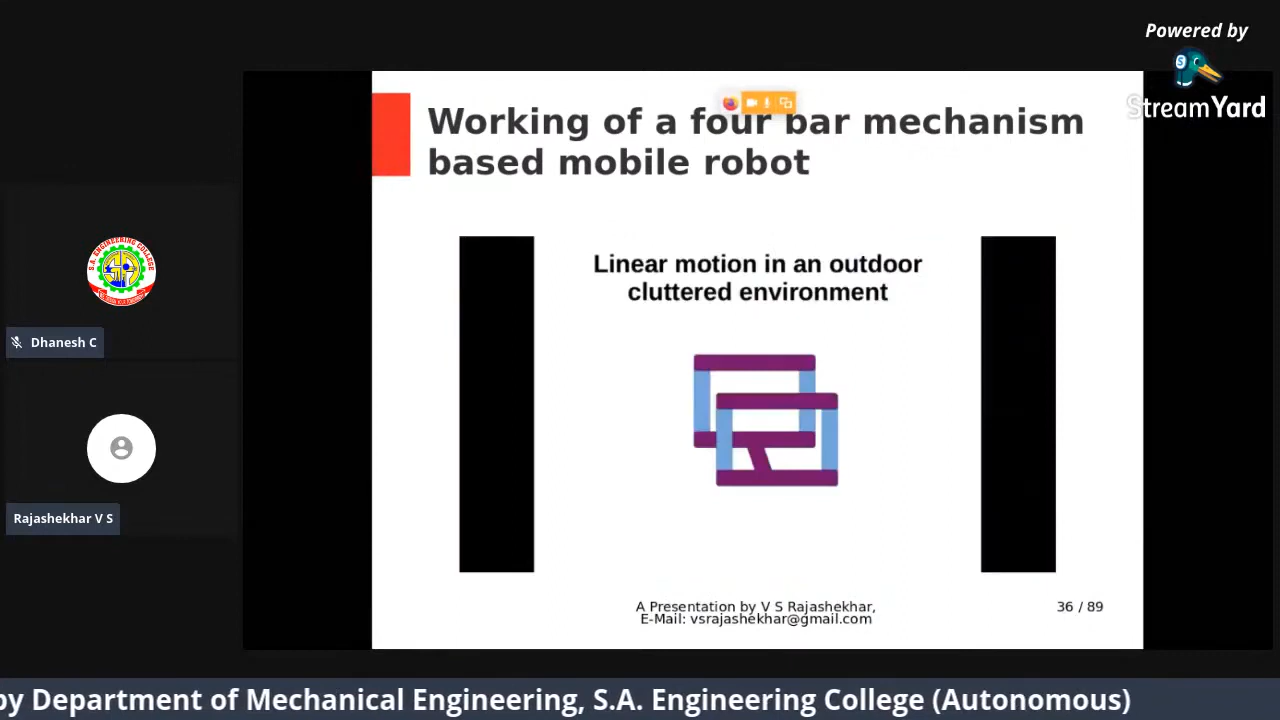 Powered by
StreamYard
Working of a four bar mechanism
based mobile robot
Linear motion in an outdoor
cluttered environment
Dhanesh C
Rajashekhar V S
A Presentation by V S Rajashekhar,
E-Mail: vsrajashekhar@gmail.com
36 / 89
by Department of Mechanical Engineering, S.A. Engineering College (Autonomous)